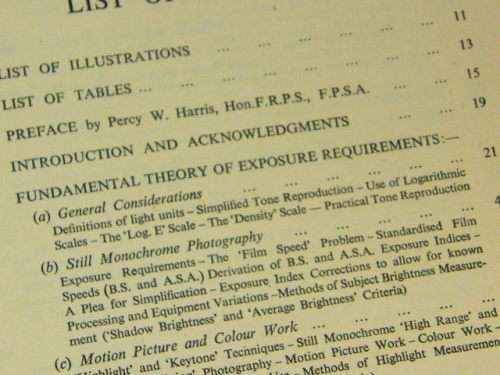 LIST OF
LIST OF ILLUSTRATIONS ... ... ... ... ... 11
LIST OF TABLES ... ... ... ... ... ... 13
PREFACE by Percy W. Harris, Hon.F.R.P.S., F.P.S.A. ... ... 15
INTRODUCTION AND ACKNOWLEDGMENTS ... ... 19
FUNDAMENTAL THEORY OF EXPOSURE REQUIREMENTS:—
(a) General Considerations ... ... ... ... ... ... 21
Definitions of light units – Simplified Tone Reproduction – Use of Logarithmic
Scales – The 'Log. E' Scale – The 'Density' Scale — Practical Tone Reproduction
(b) Still Monochrome Photography ... ... ... ... ...
Exposure Requirements – The 'Film Speed' Problem – Standardised Film
Speeds (B.S. and A.S.A.) Derivation of B.S. and A.S.A. Exposure Indices –
A Plea for Simplification – Exposure Index Corrections to allow for known
Processing and Equipment Variations – Methods of Subject Brightness Measure-
ment ('Shadow Brightness' and 'Average Brightness' Criteria)
(c) Motion Picture and Colour Work ... ... ... ...
'Highlight' and 'Keytone' Techniques – Still Monochrome 'High Range' and
Photography – Motion Picture Work – Colour Work –
– Methods of Highlight Measuremen